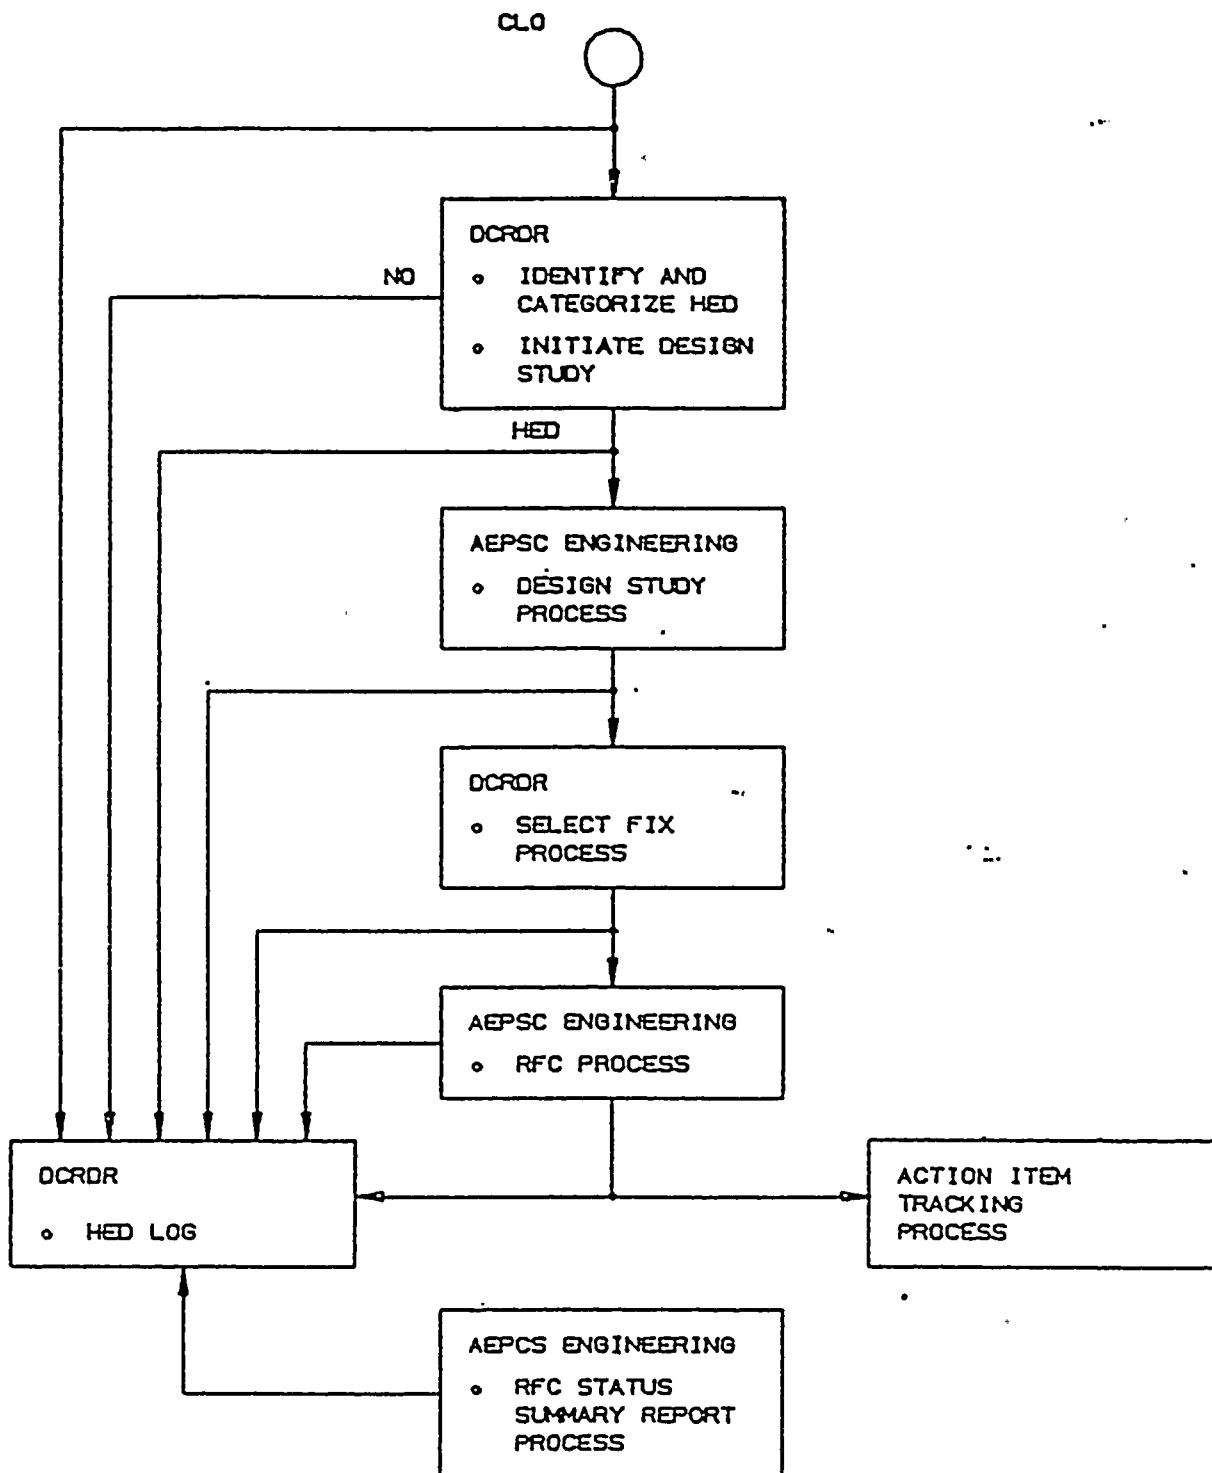 CLO
DCRDR
NO
IDENTIFY AND
CATEGORIZE HED
INITIATE DESIGN
STUDY
HED
AEPSC ENGINEERING
DESIGN STUDY
PROCESS
DCRDR
SELECT FIX
PROCESS
AEPSC ENGINEERING
RFC PROCESS
DCRDR
HED LOG
ACTION ITEM
TRACKING
PROCESS
AEPCS ENGINEERING
RFC STATUS
SUMMARY REPORT
PROCESS